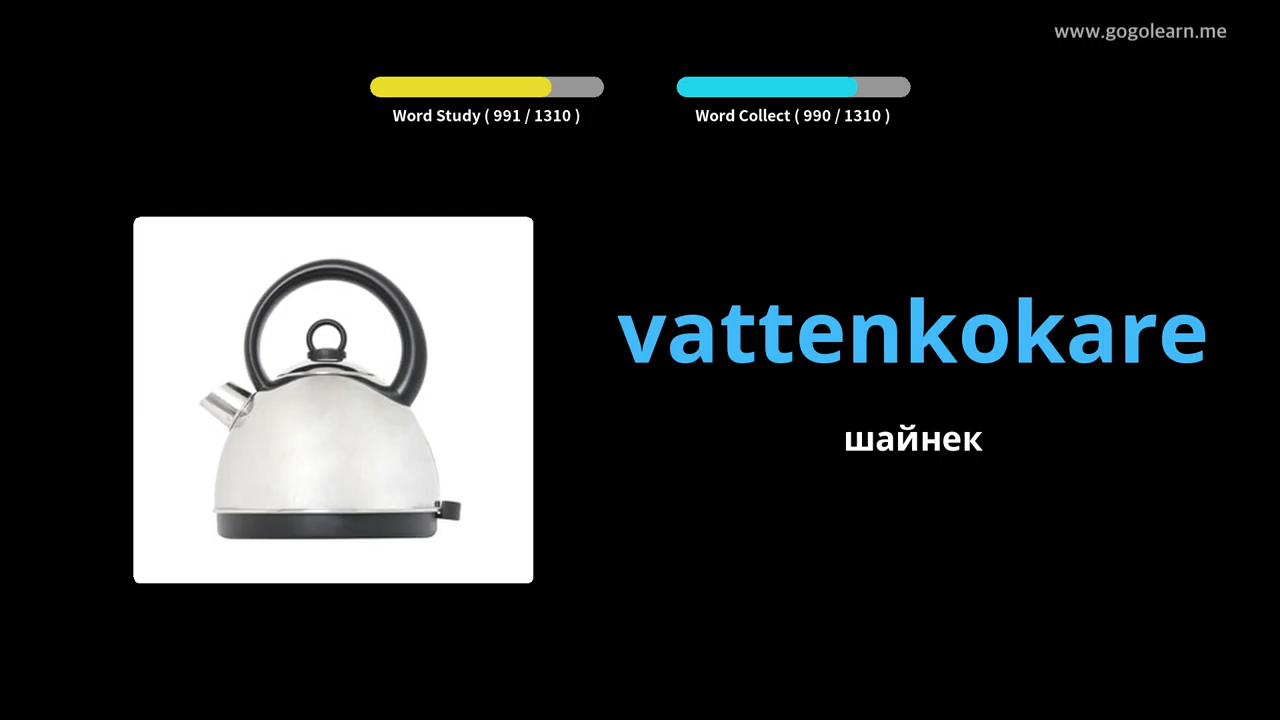 www.gogolearn.me
Word Study ( 991 / 1310 )
Word Collect ( 990 / 1310 )
vattenkokare
шайнек